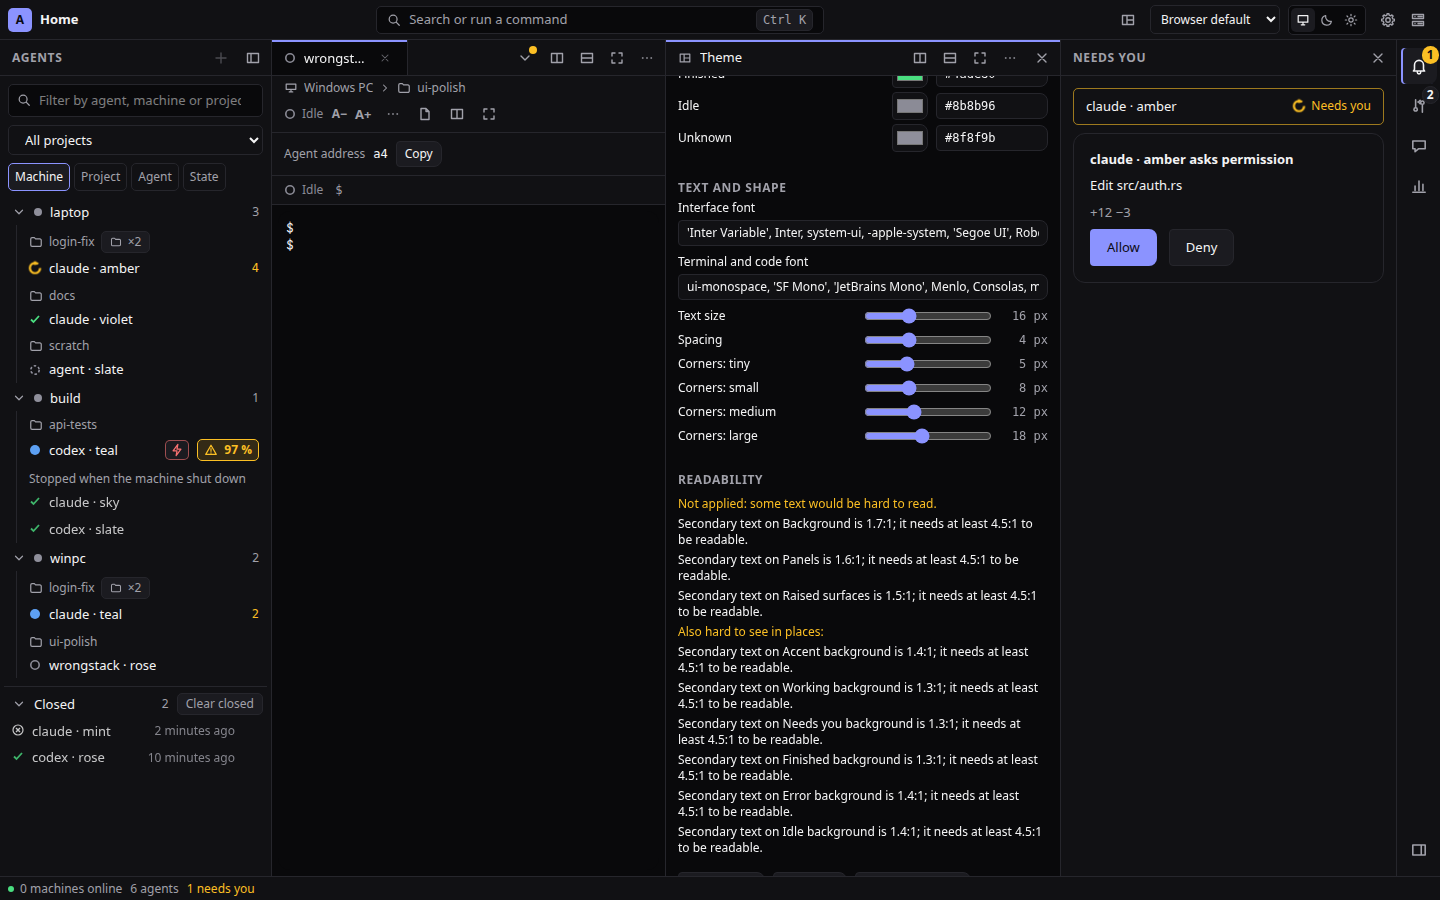 A Home
Search or run a command Ctrl K
Browser default
AGENTS
Filter by agent, machine or projec
All projects
Machine Project Agent State
laptop 3
login-fix ×2
claude · amber 4
docs
claude · violet
scratch
agent · slate
build 1
api-tests
codex · teal 97 %
Stopped when the machine shut down
claude · sky
codex · slate
winpc 2
login-fix ×2
claude · teal 2
ui-polish
wrongstack · rose
Closed 2 Clear closed
claude · mint 2 minutes ago
codex · rose 10 minutes ago
wrongst...
Windows PC ui-polish
Idle A− A+
Agent address a4 Copy
Idle $
$
$
Theme
Idle #8b8b96
Unknown #8f8f9b
TEXT AND SHAPE
Interface font
'Inter Variable', Inter, system-ui, -apple-system, 'Segoe UI', Rob
Terminal and code font
ui-monospace, 'SF Mono', 'JetBrains Mono', Menlo, Consolas, m
Text size 16 px
Spacing 4 px
Corners: tiny 5 px
Corners: small 8 px
Corners: medium 12 px
Corners: large 18 px
READABILITY
Not applied: some text would be hard to read.
Secondary text on Background is 1.7:1; it needs at least 4.5:1 to
be readable.
Secondary text on Panels is 1.6:1; it needs at least 4.5:1 to be
readable.
Secondary text on Raised surfaces is 1.5:1; it needs at least 4.5:1
to be readable.
Also hard to see in places:
Secondary text on Accent background is 1.4:1; it needs at least
4.5:1 to be readable.
Secondary text on Working background is 1.3:1; it needs at least
4.5:1 to be readable.
Secondary text on Needs you background is 1.3:1; it needs at
least 4.5:1 to be readable.
Secondary text on Finished background is 1.3:1; it needs at least
4.5:1 to be readable.
Secondary text on Error background is 1.4:1; it needs at least
4.5:1 to be readable.
Secondary text on Idle background is 1.4:1; it needs at least 4.5:1
to be readable.
NEEDS YOU
claude · amber Needs you
claude · amber asks permission
Edit src/auth.rs
+12 −3
Allow Deny
1
2
0 machines online 6 agents 1 needs you